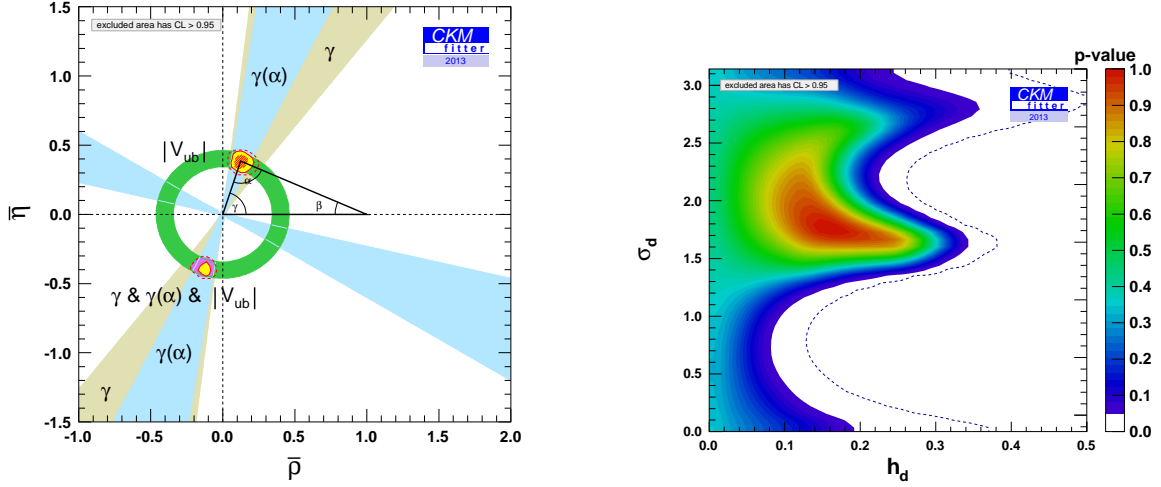 excluded area has CL > 0.95
CKM
fitter
2013
γ
γ(α)
|V_ub|
α
γ
β
γ & γ(α) & |V_ub|
γ(α)
γ
1.5
1.0
0.5
0.0
-0.5
-1.0
-1.5
η̅
-1.0 -0.5 0.0 0.5 1.0 1.5 2.0
ρ̅
p-value
excluded area has CL > 0.95
CKM
fitter
2013
3.0
2.5
2.0
1.5
1.0
0.5
0.0
σ_d
0.0 0.1 0.2 0.3 0.4 0.5
h_d
1.0
0.9
0.8
0.7
0.6
0.5
0.4
0.3
0.2
0.1
0.0